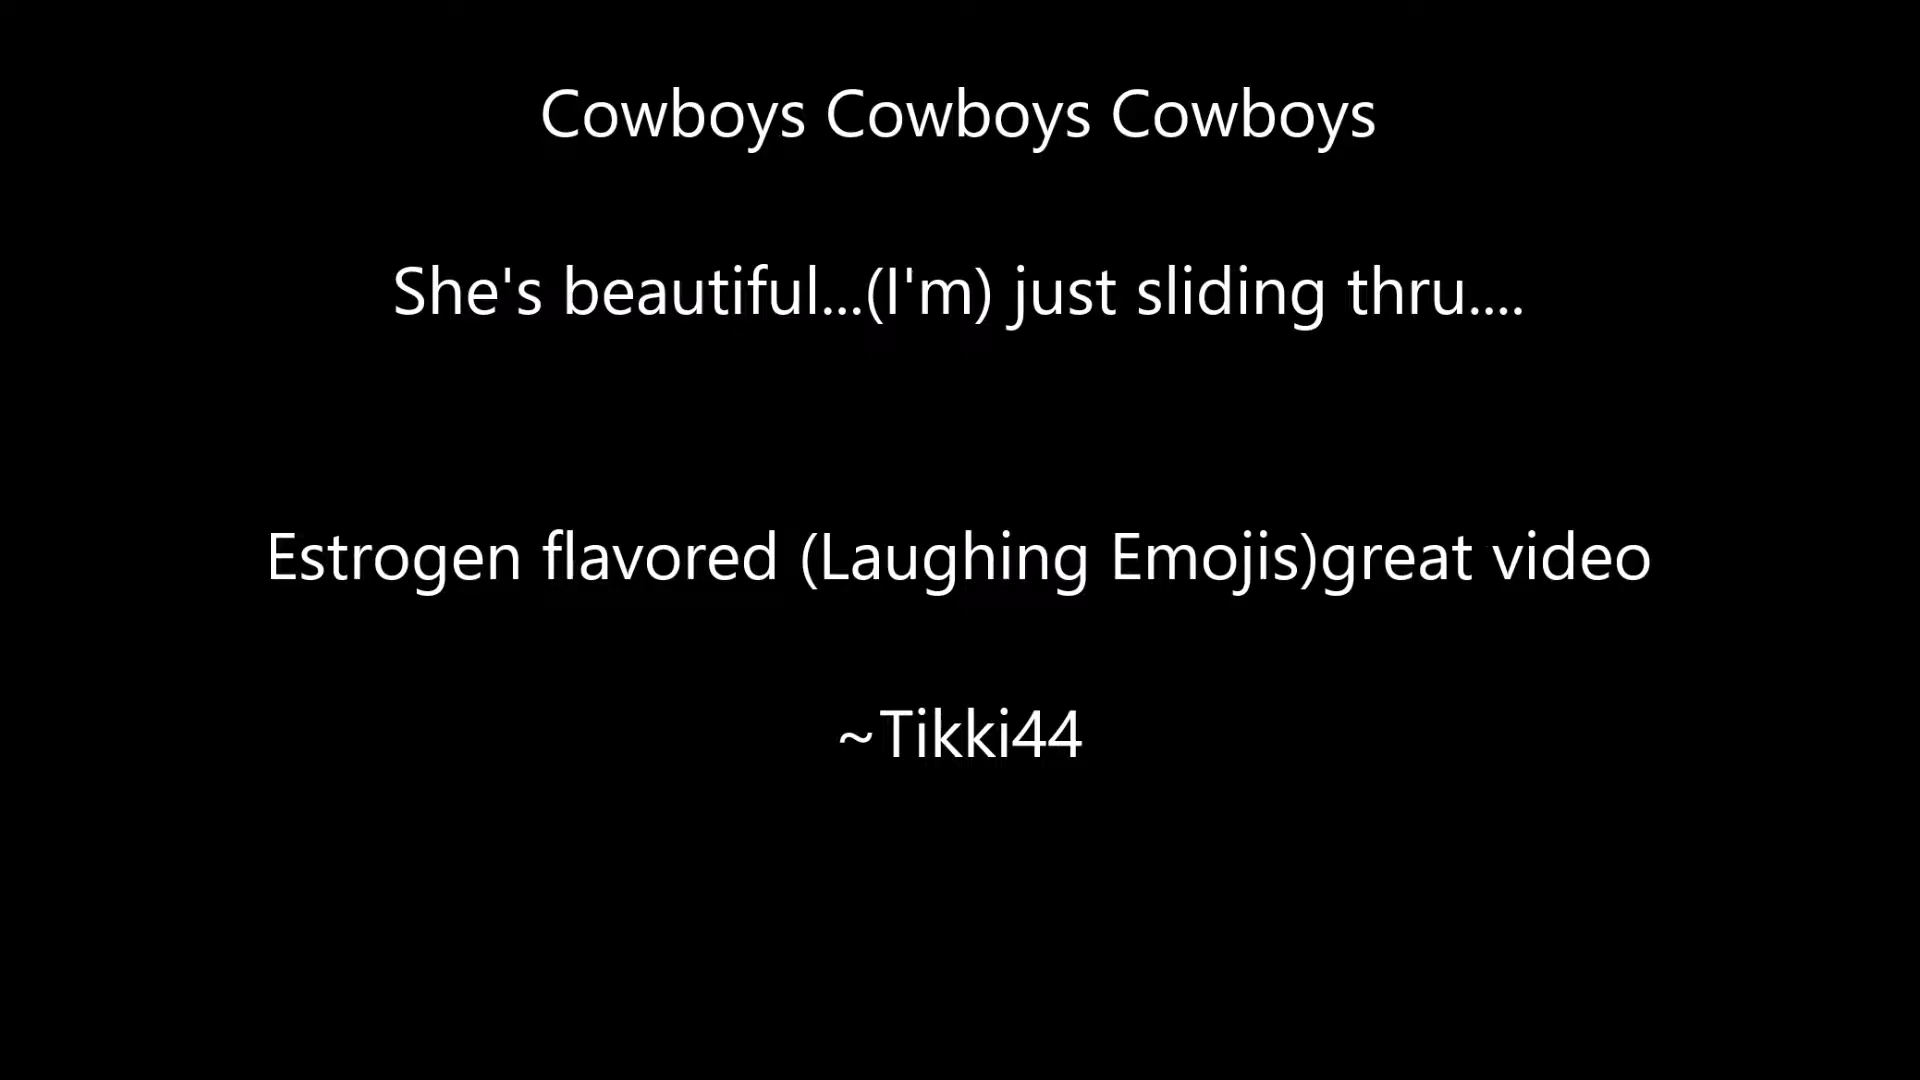 Cowboys Cowboys Cowboys
She's beautiful...(I'm) just sliding thru....
Estrogen flavored (Laughing Emojis)great video
~Tikki44